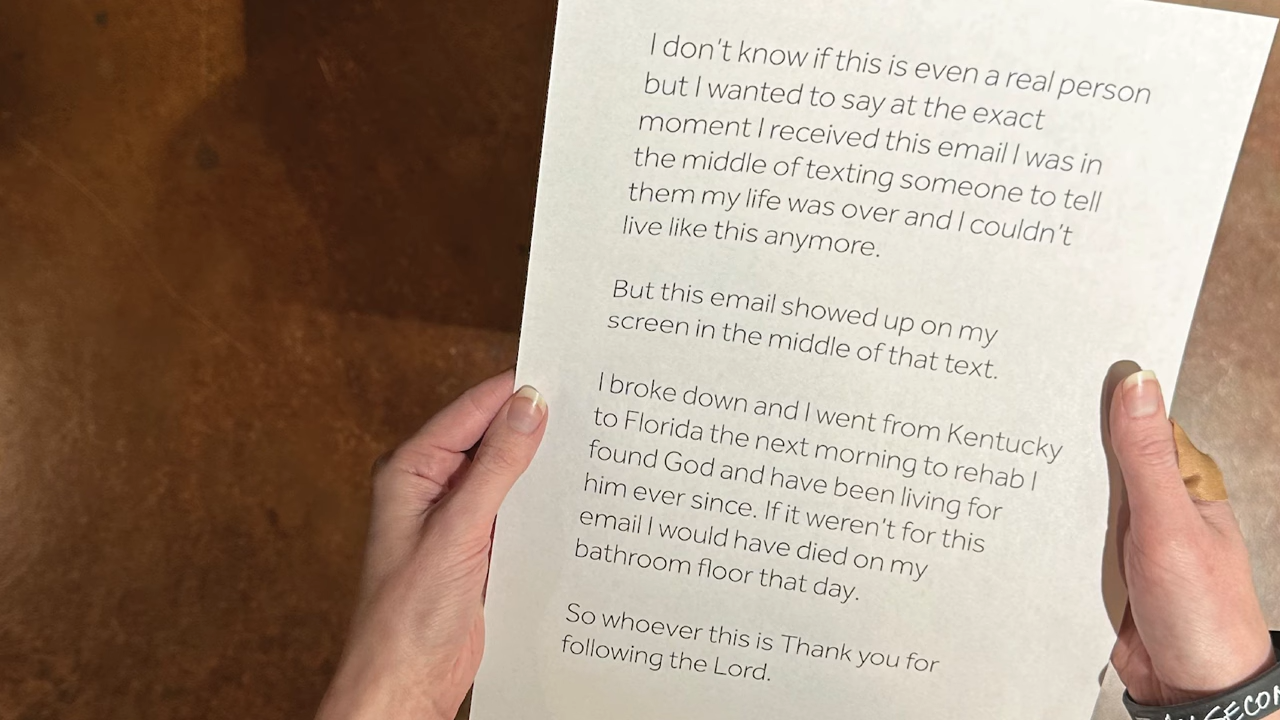 I don't know if this is even a real person
but I wanted to say at the exact
moment I received this email I was in
the middle of texting someone to tell
them my life was over and I couldn't
live like this anymore.
But this email showed up on my
screen in the middle of that text.
I broke down and I went from Kentucky
to Florida the next morning to rehab I
found God and have been living for
him ever since. If it weren't for this
email I would have died on my
bathroom floor that day.
So whoever this is Thank you for
following the Lord.